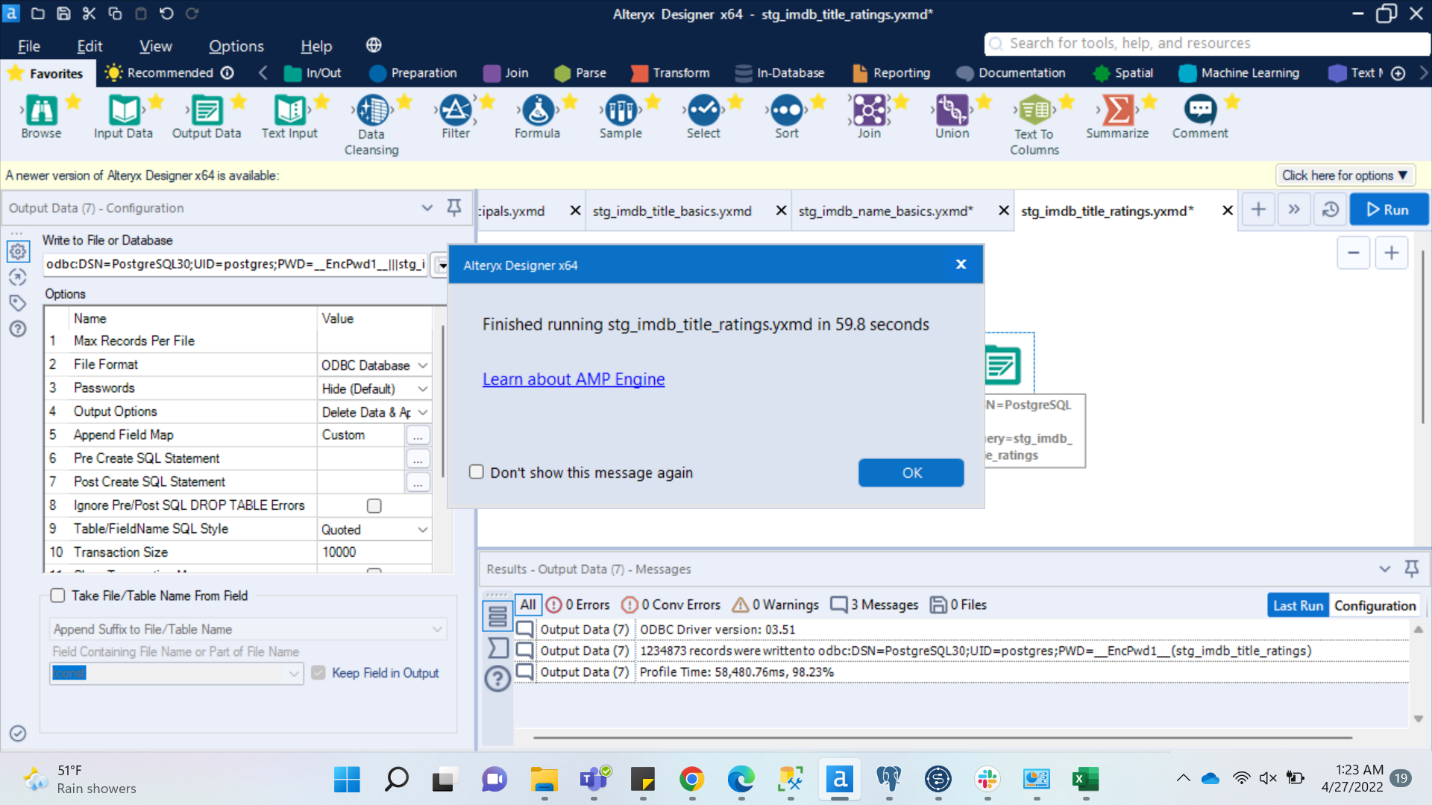 a
Alteryx Designer x64 - stg_imdb_title_ratings.yxmd*
File Edit View Options Help
Search for tools, help, and resources
Favorites Recommended In/Out Preparation Join Parse Transform In-Database Reporting Documentation Spatial Machine Learning Text
Browse Input Data Output Data Text Input Data Cleansing Filter Formula Sample Select Sort Join Union Text To Columns Summarize Comment
A newer version of Alteryx Designer x64 is available:
Click here for options ▼
Output Data (7) - Configuration
cipals.yxmd
stg_imdb_title_basics.yxmd
stg_imdb_name_basics.yxmd*
stg_imdb_title_ratings.yxmd*
Run
Write to File or Database
odbc:DSN=PostgreSQL30;UID=postgres;PWD=__EncPwd1__|||stg_i
Options
Name Value
1 Max Records Per File
2 File Format ODBC Database
3 Passwords Hide (Default)
4 Output Options Delete Data & Ap
5 Append Field Map Custom ...
6 Pre Create SQL Statement ...
7 Post Create SQL Statement ...
8 Ignore Pre/Post SQL DROP TABLE Errors
9 Table/FieldName SQL Style Quoted
10 Transaction Size 10000
Take File/Table Name From Field
Append Suffix to File/Table Name
Field Containing File Name or Part of File Name
Keep Field in Output
Alteryx Designer x64
Finished running stg_imdb_title_ratings.yxmd in 59.8 seconds
Learn about AMP Engine
Don't show this message again
OK
SN=PostgreSQL
ery=stg_imdb_
le_ratings
Results - Output Data (7) - Messages
All 0 Errors 0 Conv Errors 0 Warnings 3 Messages 0 Files
Last Run Configuration
Output Data (7) ODBC Driver version: 03.51
Output Data (7) 1234873 records were written to odbc:DSN=PostgreSQL30;UID=postgres;PWD=__EncPwd1__(stg_imdb_title_ratings)
Output Data (7) Profile Time: 58,480.76ms, 98.23%
51°F
Rain showers
a
1:23 AM
4/27/2022
19